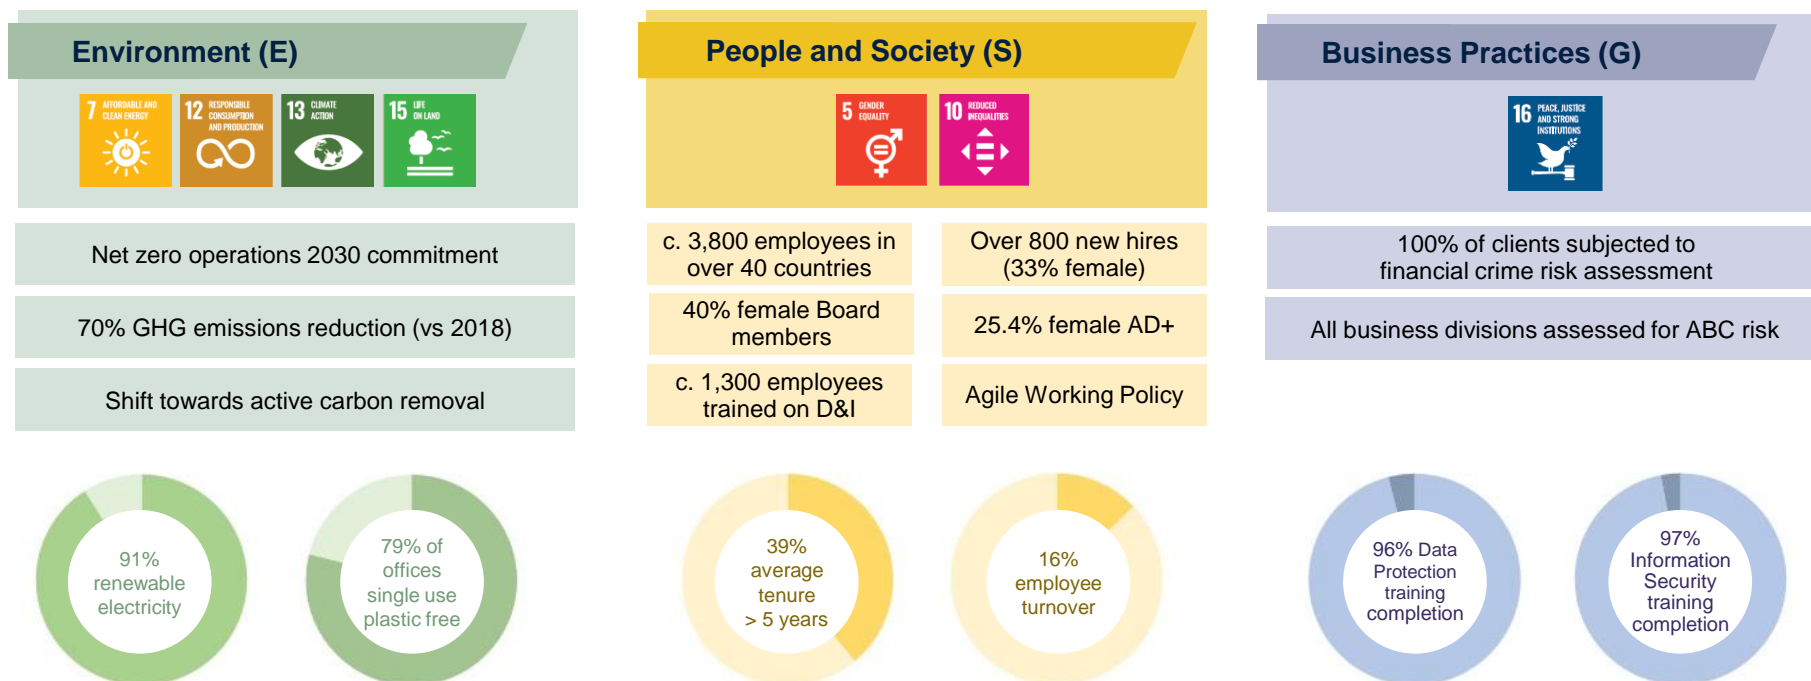 Environment (E)
7 AFFORDABLE AND
CLEAN ENERGY
12 RESPONSIBLE
CONSUMPTION
AND PRODUCTION
13 CLIMATE
ACTION
15 LIFE
ON LAND
Net zero operations 2030 commitment
70% GHG emissions reduction (vs 2018)
Shift towards active carbon removal
91%
renewable
electricity
79% of
offices
single use
plastic free
People and Society (S)
5 GENDER
EQUALITY
10 REDUCED
INEQUALITIES
c. 3,800 employees in
over 40 countries
Over 800 new hires
(33% female)
40% female Board
members
25.4% female AD+
c. 1,300 employees
trained on D&I
Agile Working Policy
39%
average
tenure
> 5 years
16%
employee
turnover
Business Practices (G)
16 PEACE, JUSTICE
AND STRONG
INSTITUTIONS
100% of clients subjected to
financial crime risk assessment
All business divisions assessed for ABC risk
96% Data
Protection
training
completion
97%
Information
Security
training
completion